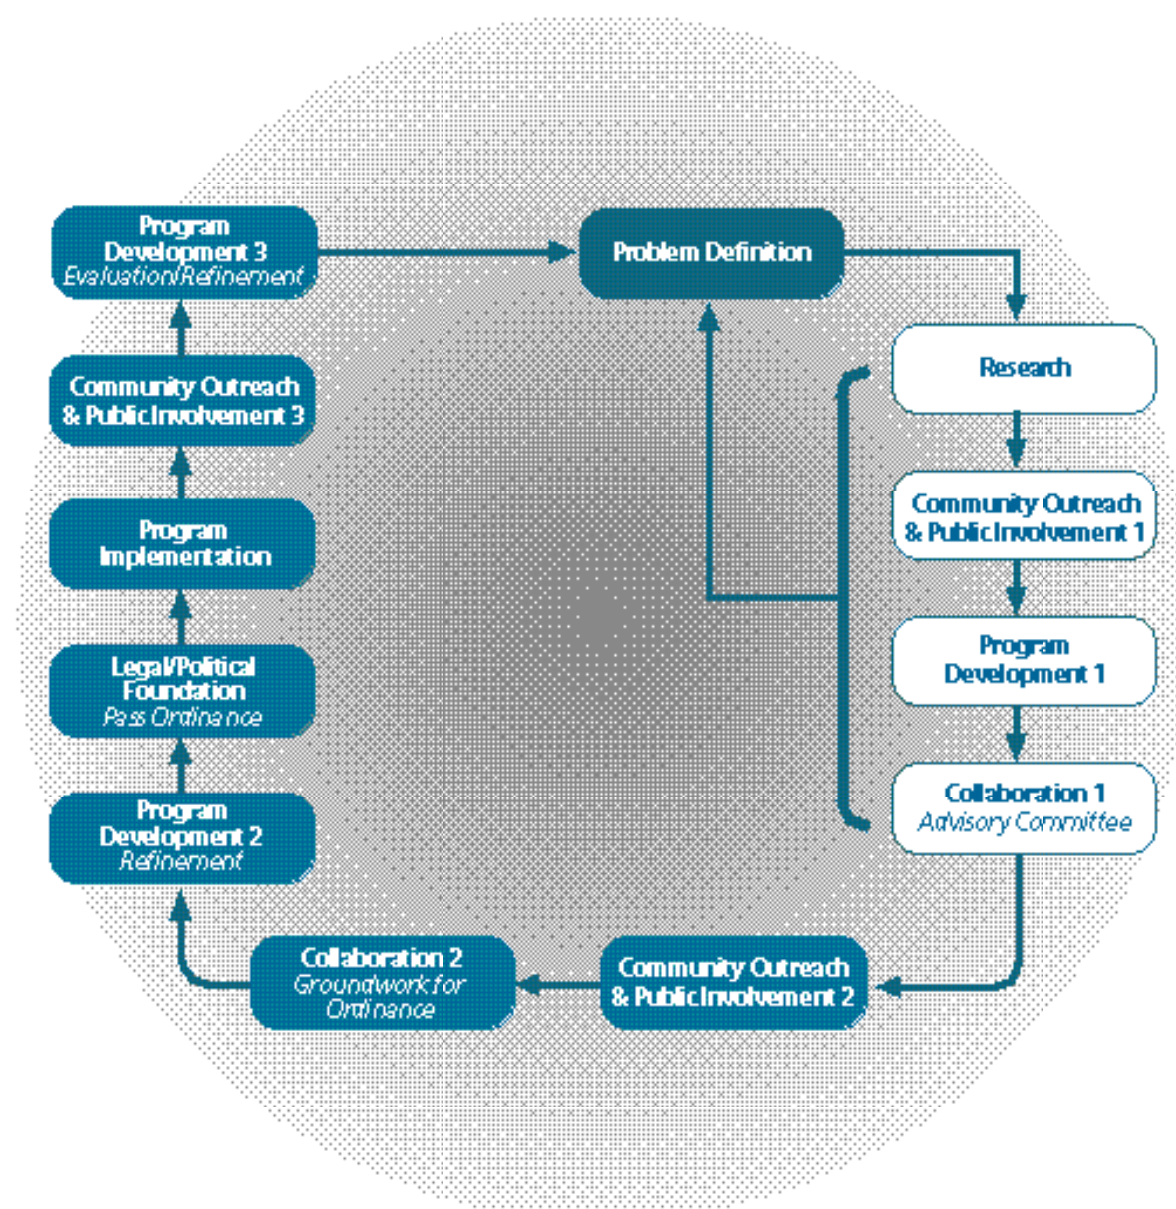 Problem Definition
Research
Community Outreach
& Public Involvement 1
Program
Development 1
Collaboration 1
Advisory Committee
Community Outreach
& Public Involvement 2
Collaboration 2
Groundwork for
Ordinance
Program
Development 2
Refinement
Legal/Political
Foundation
Pass Ordinance
Program
Implementation
Community Outreach
& Public Involvement 3
Program
Development 3
Evaluation/Refinement